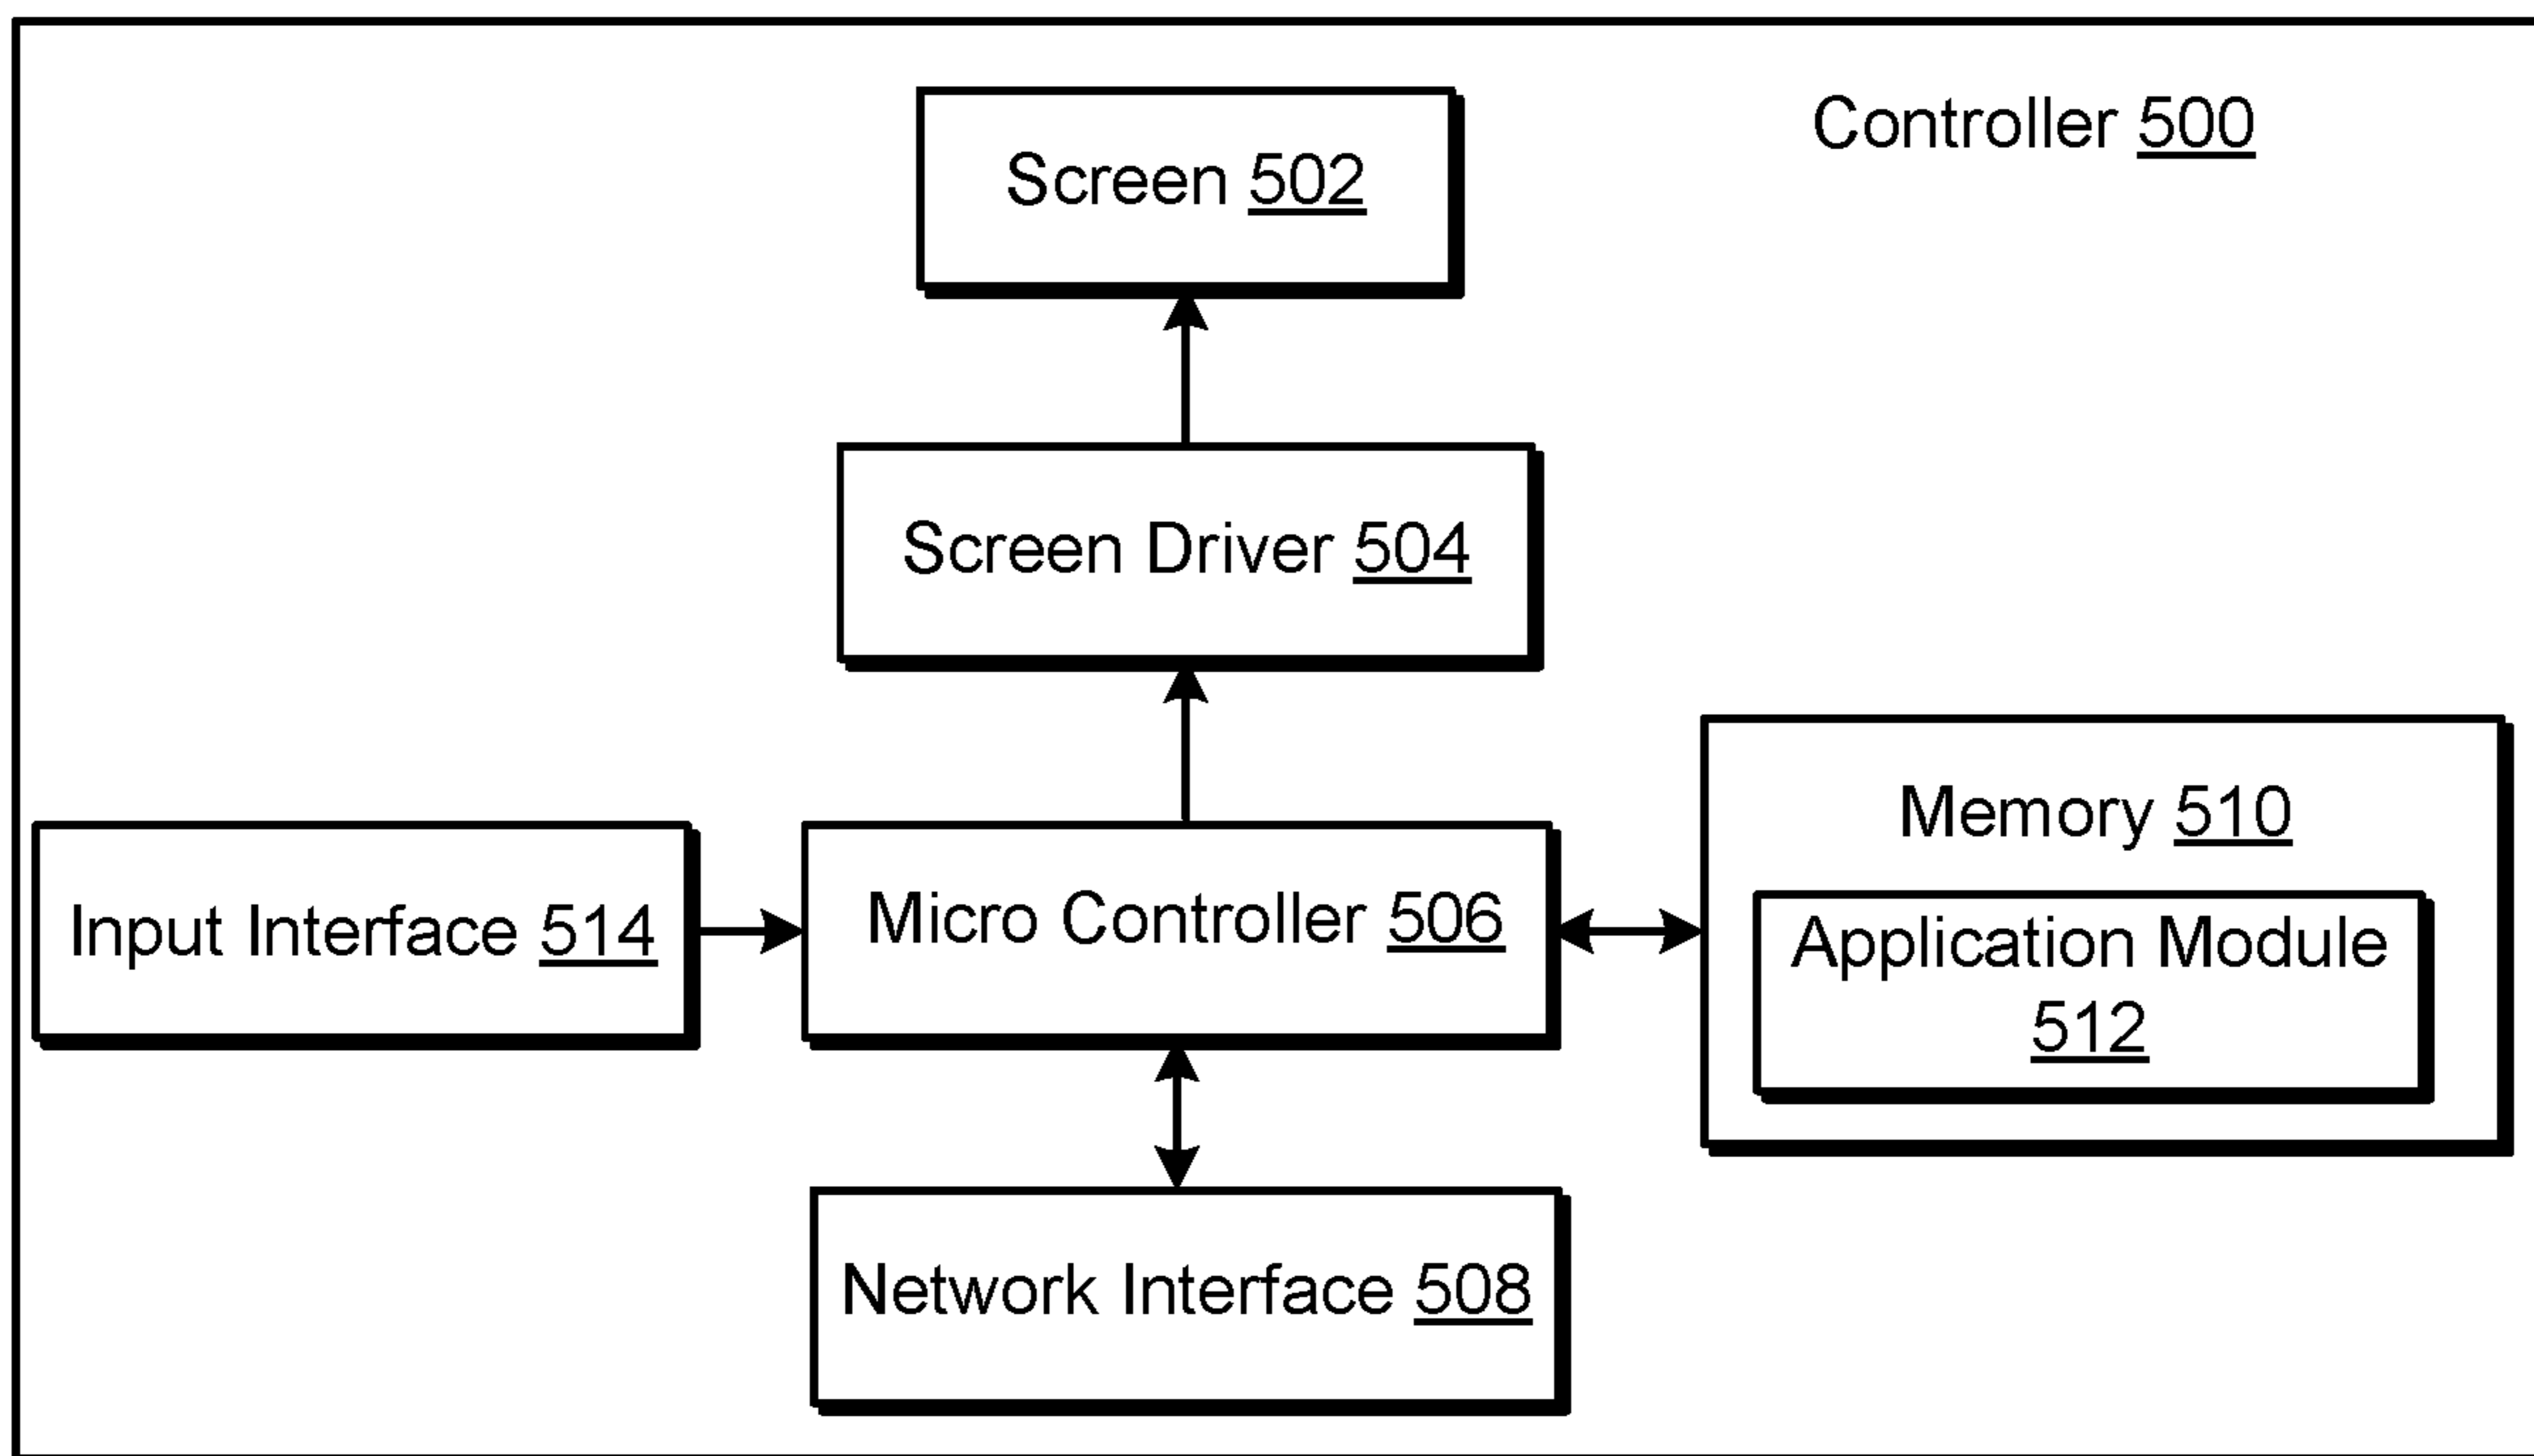 Controller 500
Screen 502
Screen Driver 504
Input Interface 514
Micro Controller 506
Memory 510
Application Module
512
Network Interface 508